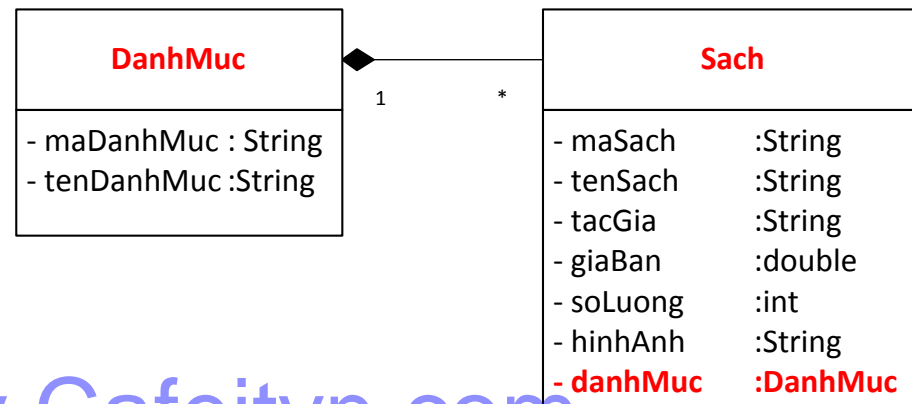 DanhMuc
- maDanhMuc : String
- tenDanhMuc :String
1
*
Sach
- maSach :String
- tenSach :String
- tacGia :String
- giaBan :double
- soLuong :int
- hinhAnh :String
- danhMuc :DanhMuc